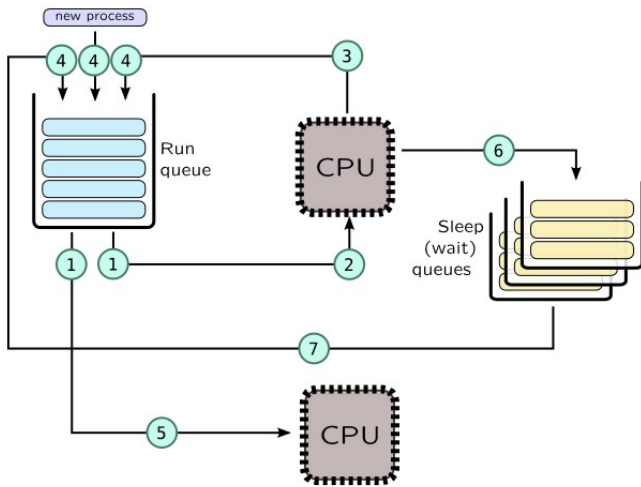 new process
4 4 4
3
CPU
6
Run
queue
Sleep
(wait)
queues
1 1
2
7
5
CPU